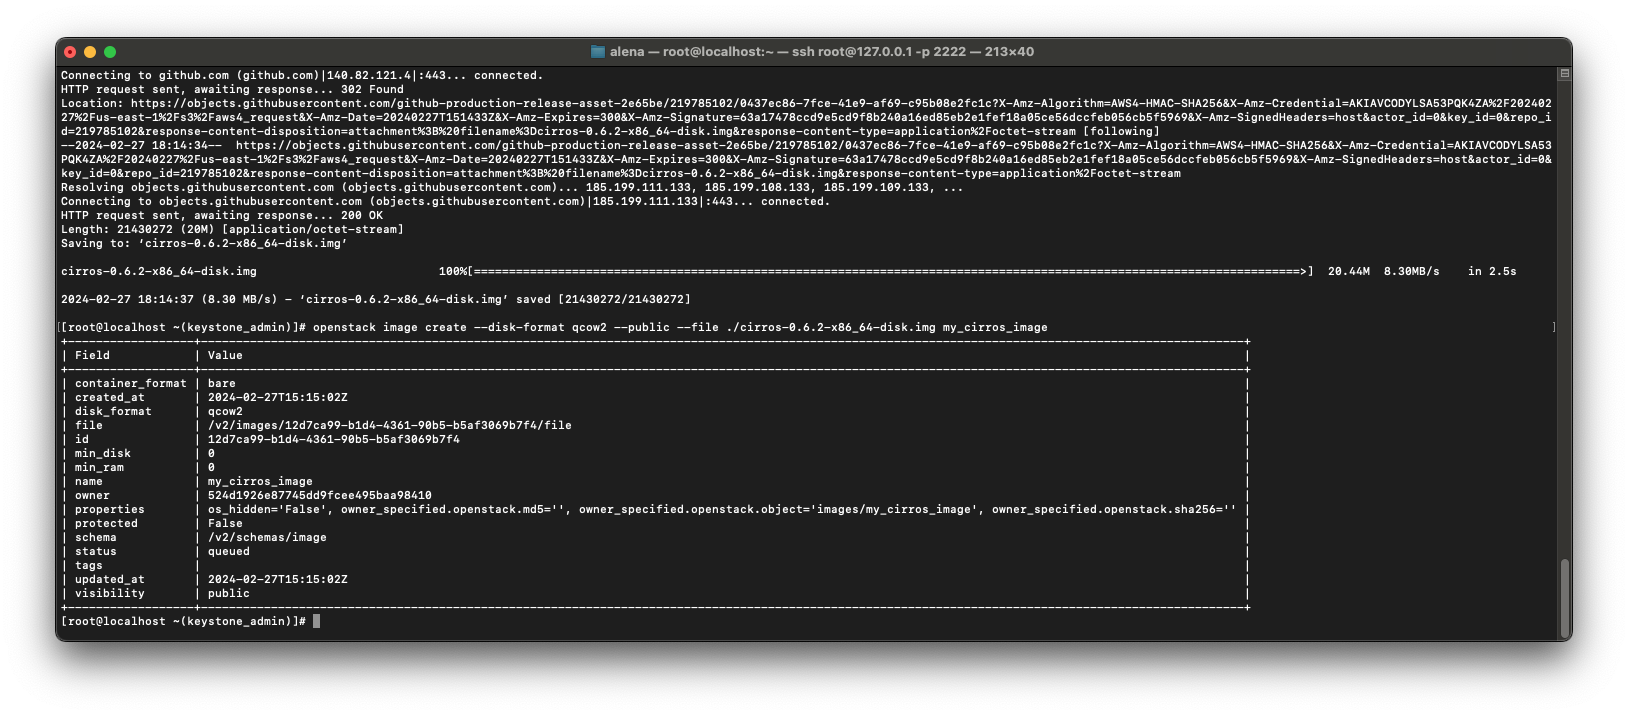 alena — root@localhost:~ — ssh root@127.0.0.1 -p 2222 — 213×40
Connecting to github.com (github.com)|140.82.121.4|:443... connected.
HTTP request sent, awaiting response... 302 Found
Location: https://objects.githubusercontent.com/github-production-release-asset-2e65be/219785102/0437ec86-7fce-41e9-af69-c95b08e2fc1c?X-Amz-Algorithm=AWS4-HMAC-SHA256&X-Amz-Credential=AKIAVCODYLSA53PQK4ZA%2F202402
27%2Fus-east-1%2Fs3%2Faws4_request&X-Amz-Date=20240227T151433Z&X-Amz-Expires=300&X-Amz-Signature=63a17478ccd9e5cd9f8b240a16ed85eb2e1fef18a05ce56dccfeb056cb5f5969&X-Amz-SignedHeaders=host&actor_id=0&key_id=0&repo_i
d=219785102&response-content-disposition=attachment%3B%20filename%3Dcirros-0.6.2-x86_64-disk.img&response-content-type=application%2Foctet-stream [following]
--2024-02-27 18:14:34--  https://objects.githubusercontent.com/github-production-release-asset-2e65be/219785102/0437ec86-7fce-41e9-af69-c95b08e2fc1c?X-Amz-Algorithm=AWS4-HMAC-SHA256&X-Amz-Credential=AKIAVCODYLSA53
PQK4ZA%2F20240227%2Fus-east-1%2Fs3%2Faws4_request&X-Amz-Date=20240227T151433Z&X-Amz-Expires=300&X-Amz-Signature=63a17478ccd9e5cd9f8b240a16ed85eb2e1fef18a05ce56dccfeb056cb5f5969&X-Amz-SignedHeaders=host&actor_id=0&
key_id=0&repo_id=219785102&response-content-disposition=attachment%3B%20filename%3Dcirros-0.6.2-x86_64-disk.img&response-content-type=application%2Foctet-stream
Resolving objects.githubusercontent.com (objects.githubusercontent.com)... 185.199.111.133, 185.199.108.133, 185.199.109.133, ...
Connecting to objects.githubusercontent.com (objects.githubusercontent.com)|185.199.111.133|:443... connected.
HTTP request sent, awaiting response... 200 OK
Length: 21430272 (20M) [application/octet-stream]
Saving to: ‘cirros-0.6.2-x86_64-disk.img’
cirros-0.6.2-x86_64-disk.img 100%[======================================================================================================================>] 20.44M 8.30MB/s in 2.5s
2024-02-27 18:14:37 (8.30 MB/s) - ‘cirros-0.6.2-x86_64-disk.img’ saved [21430272/21430272]
[root@localhost ~(keystone_admin)]# openstack image create --disk-format qcow2 --public --file ./cirros-0.6.2-x86_64-disk.img my_cirros_image
| Field | Value |
| container_format | bare |
| created_at | 2024-02-27T15:15:02Z |
| disk_format | qcow2 |
| file | /v2/images/12d7ca99-b1d4-4361-90b5-b5af3069b7f4/file |
| id | 12d7ca99-b1d4-4361-90b5-b5af3069b7f4 |
| min_disk | 0 |
| min_ram | 0 |
| name | my_cirros_image |
| owner | 524d1926e87745dd9fcee495baa98410 |
| properties | os_hidden='False', owner_specified.openstack.md5='', owner_specified.openstack.object='images/my_cirros_image', owner_specified.openstack.sha256='' |
| protected | False |
| schema | /v2/schemas/image |
| status | queued |
| tags | |
| updated_at | 2024-02-27T15:15:02Z |
| visibility | public |
[root@localhost ~(keystone_admin)]#